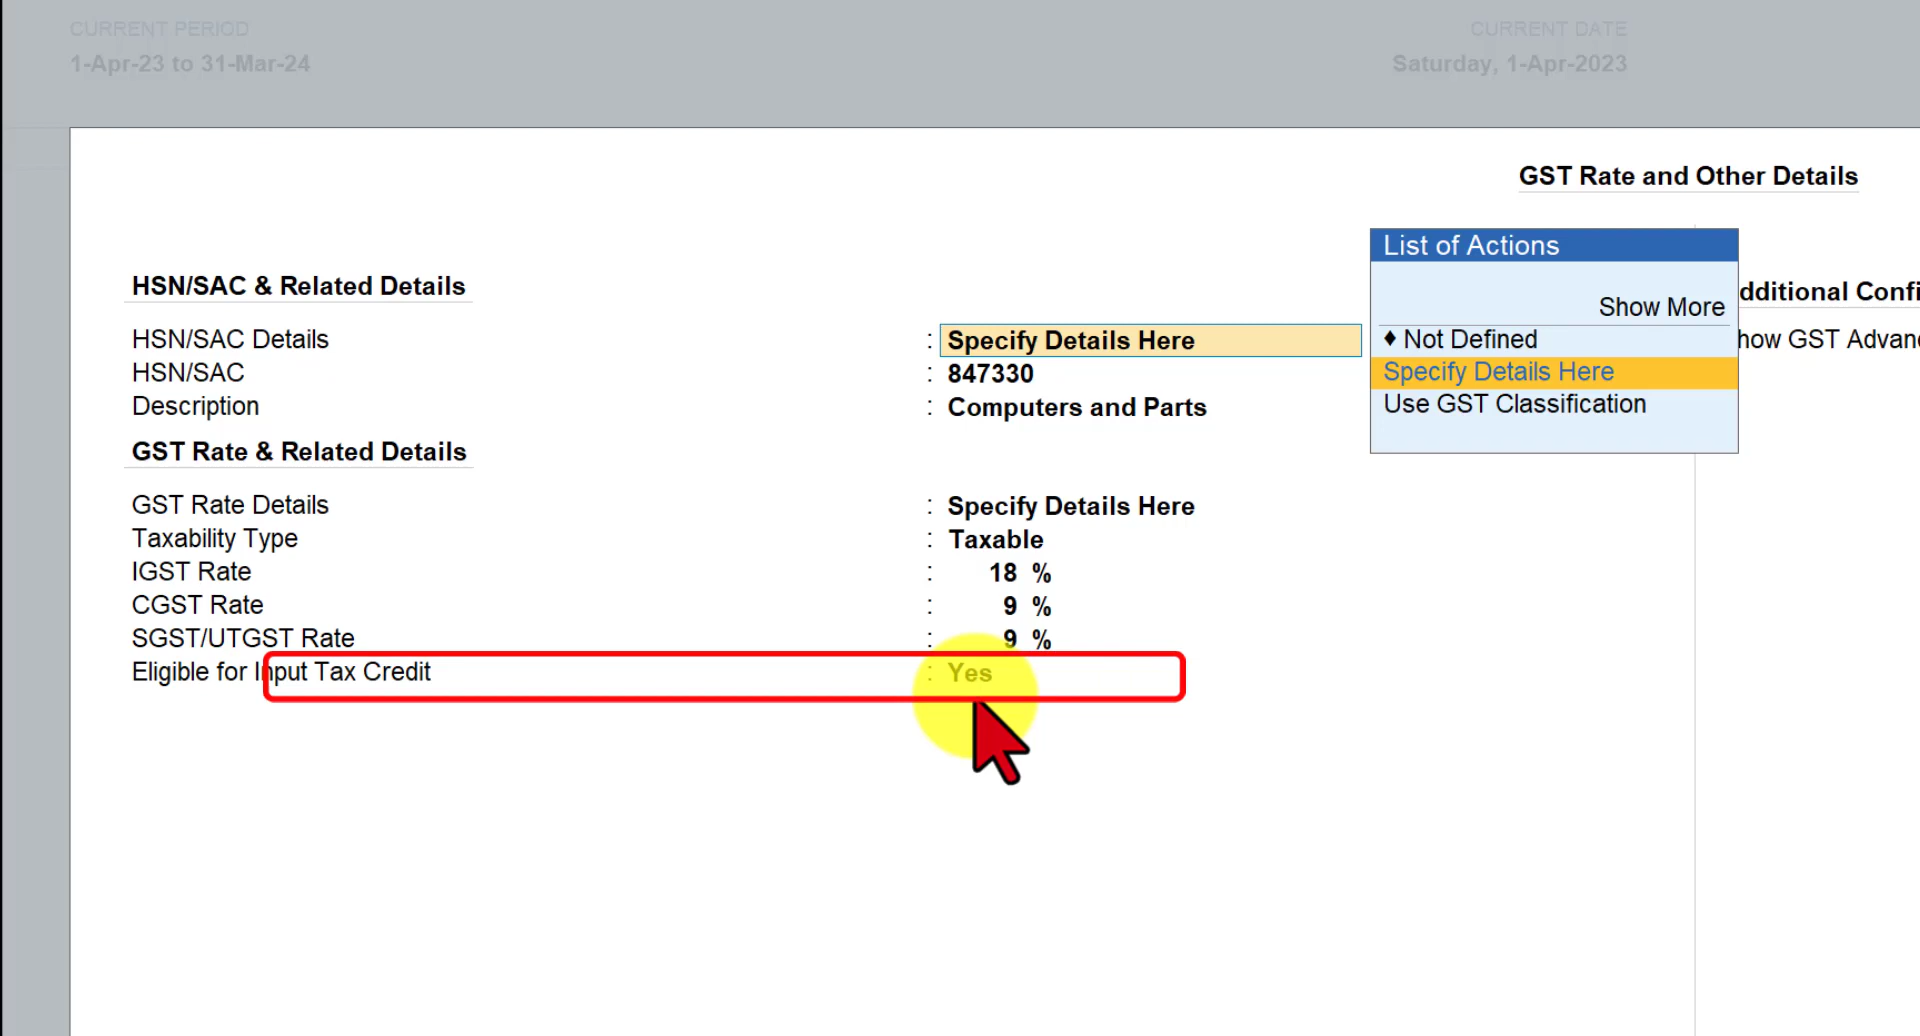 CURRENT PERIOD
1-Apr-23 to 31-Mar-24
CURRENT DATE
Saturday, 1-Apr-2023
GST Rate and Other Details
HSN/SAC & Related Details
HSN/SAC Details : Specify Details Here
HSN/SAC : 847330
Description : Computers and Parts
GST Rate & Related Details
GST Rate Details : Specify Details Here
Taxability Type : Taxable
IGST Rate : 18 %
CGST Rate : 9 %
SGST/UTGST Rate : 9 %
Eligible for Input Tax Credit : Yes
List of Actions
Show More
♦ Not Defined
Specify Details Here
Use GST Classification
dditional Confi
how GST Advan